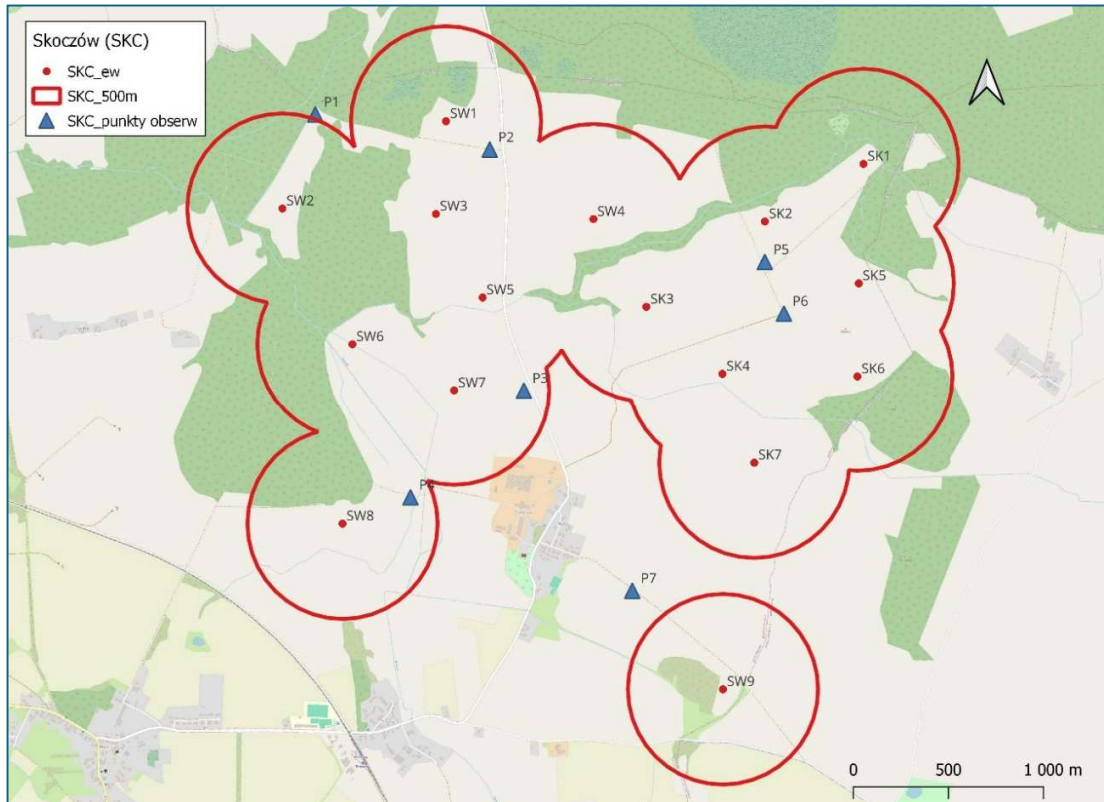 Skoczów (SKC)
SKC_ew
SKC_500m
SKC_punkty obserw
P1
SW1
P2
SK1
SW2
SW3
SW4
SK2
P5
SK5
SW5
SK3
P6
SW6
SK4
SK6
SW7
P3
SK7
P4
SW8
P7
SW9
0 500 1 000 m